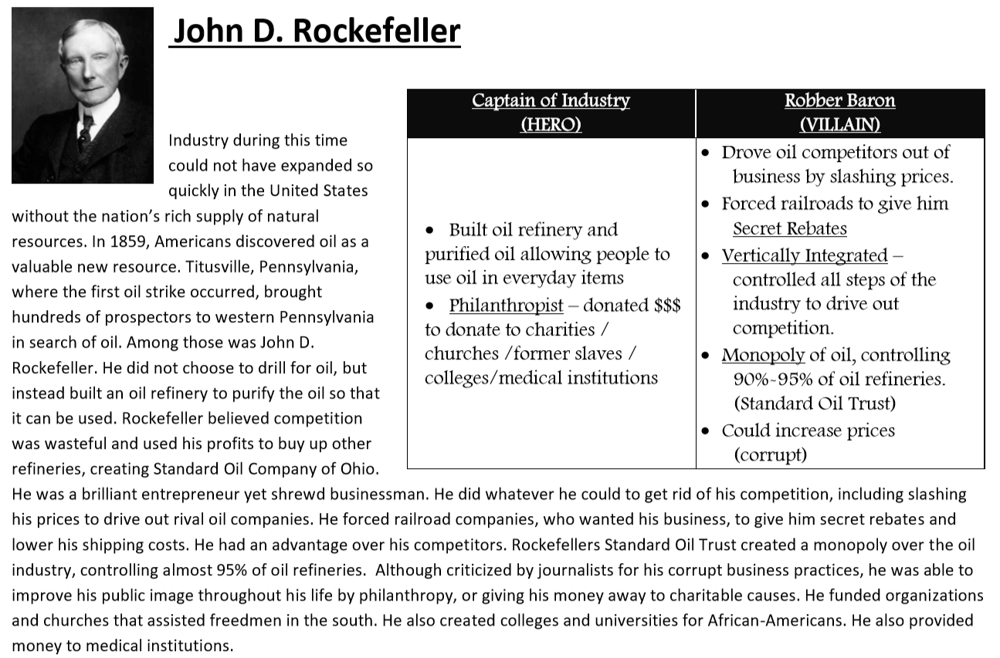 John D. Rockefeller
Industry during this time
could not have expanded so
quickly in the United States
without the nation’s rich supply of natural
resources. In 1859, Americans discovered oil as a
valuable new resource. Titusville, Pennsylvania,
where the first oil strike occurred, brought
hundreds of prospectors to western Pennsylvania
in search of oil. Among those was John D.
Rockefeller. He did not choose to drill for oil, but
instead built an oil refinery to purify the oil so that
it can be used. Rockefeller believed competition
was wasteful and used his profits to buy up other
refineries, creating Standard Oil Company of Ohio.
He was a brilliant entrepreneur yet shrewd businessman. He did whatever he could to get rid of his competition, including slashing
his prices to drive out rival oil companies. He forced railroad companies, who wanted his business, to give him secret rebates and
lower his shipping costs. He had an advantage over his competitors. Rockefellers Standard Oil Trust created a monopoly over the oil
industry, controlling almost 95% of oil refineries.  Although criticized by journalists for his corrupt business practices, he was able to
improve his public image throughout his life by philanthropy, or giving his money away to charitable causes. He funded organizations
and churches that assisted freedmen in the south. He also created colleges and universities for African-Americans. He also provided
money to medical institutions.
Captain of Industry
(HERO)
• Built oil refinery and
purified oil allowing people to
use oil in everyday items
• Philanthropist – donated $$$
to donate to charities /
churches /former slaves /
colleges/medical institutions
Robber Baron
(VILLAIN)
• Drove oil competitors out of
business by slashing prices.
• Forced railroads to give him
Secret Rebates
• Vertically Integrated –
controlled all steps of the
industry to drive out
competition.
• Monopoly of oil, controlling
90%~95% of oil refineries.
(Standard Oil Trust)
• Could increase prices
(corrupt)